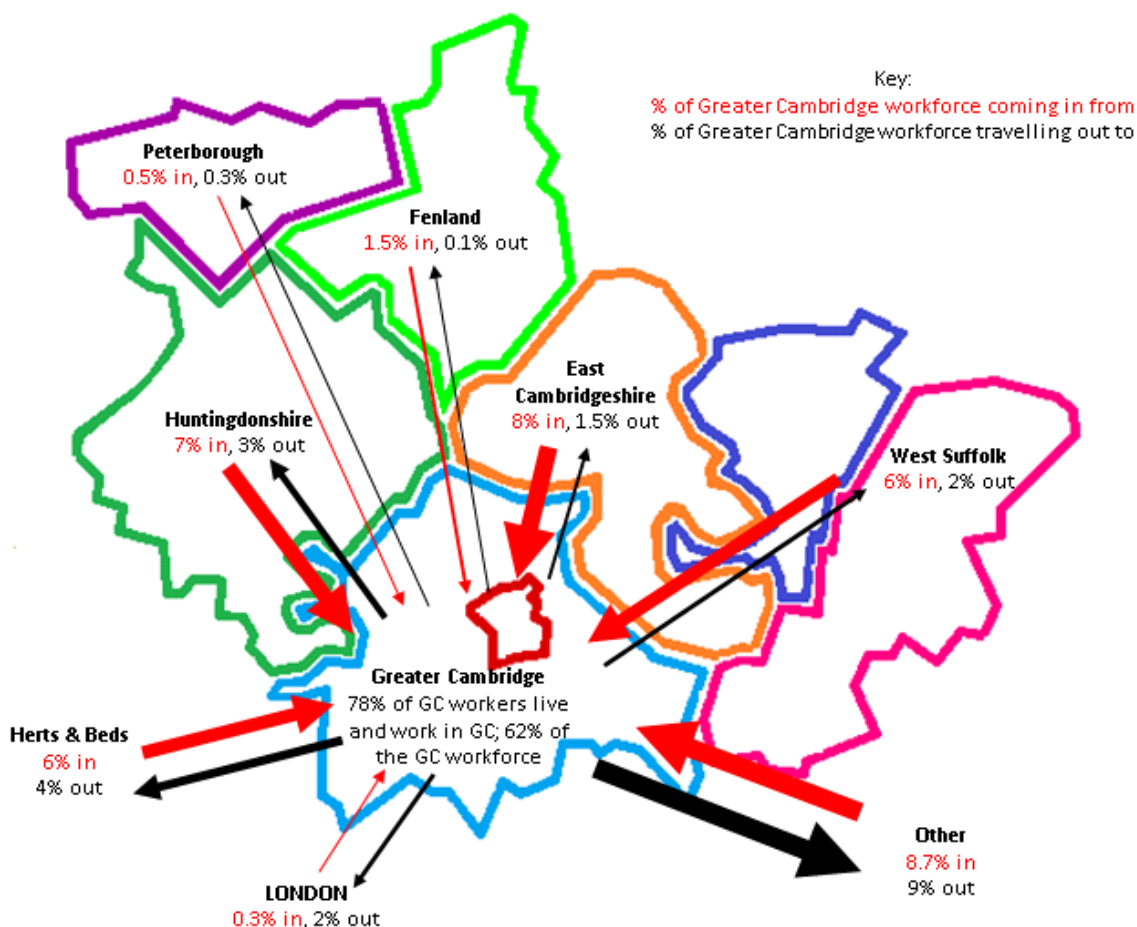 Key:
% of Greater Cambridge workforce coming in from
% of Greater Cambridgeworkforce travelling out to
Peterborough
0.5% in, 0.3% out
Fenland
1.5% in, 0.1% out
East
Cambridgeshire
8% in, 1.5% out
Huntingdonshire
7% in, 3% out
West Suffolk
6% in, 2% out
Greater Cambridge
78% of GC workers live
and work in GC; 62% of
the GC workforce
Herts & Beds
6% in
4% out
Other
8.7% in
9% out
LONDON
0.3% in, 2% out